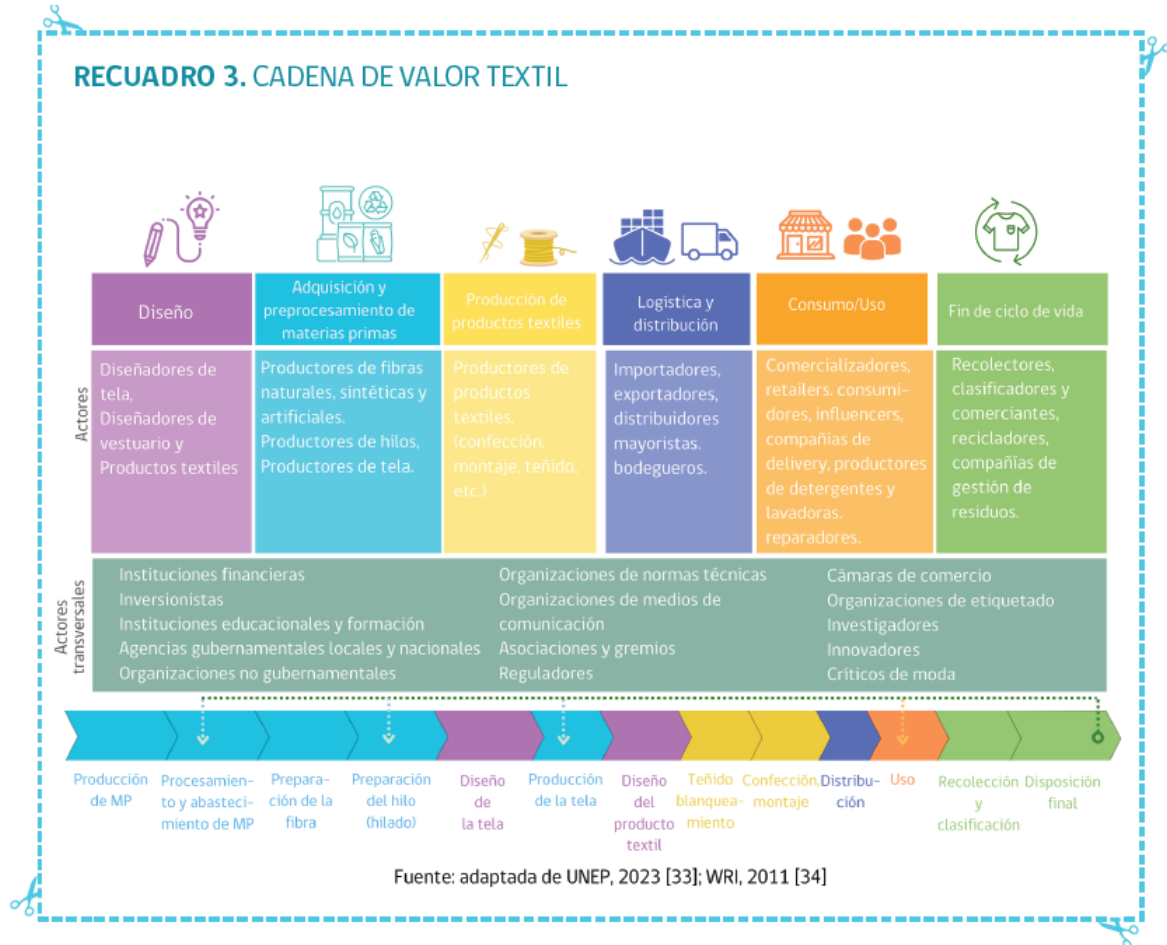 RECUADRO 3. CADENA DE VALOR TEXTIL
Diseño
Adquisición y
preprocesamiento de
materias primas
Producción de
productos textiles
Logística y
distribución
Consumo/Uso
Fin de ciclo de vida
Actores
Diseñadores de
tela,
Diseñadores de
vestuario y
Productos textiles
Productores de fibras
naturales, sintéticas y
artificiales.
Productores de hilos,
Productores de tela.
Productores de
productos
textiles,
(confección,
montaje, teñido,
etc.)
Importadores,
exportadores,
distribuidores
mayoristas.
bodegueros.
Comercializadores,
retailers. consumi-
dores, influencers,
compañías de
delivery, productores
de detergentes y
lavadoras.
reparadores.
Recolectores,
clasificadores y
comerciantes,
recicladores,
compañías de
gestión de
residuos.
Actores
transversales
Instituciones financieras
Inversionistas
Instituciones educacionales y formación
Agencias gubernamentales locales y nacionales
Organizaciones no gubernamentales
Organizaciones de normas técnicas
Organizaciones de medios de
comunicación
Asociaciones y gremios
Reguladores
Cámaras de comercio
Organizaciones de etiquetado
Investigadores
Innovadores
Críticos de moda
Producción
de MP
Procesamien-
to y abasteci-
miento de MP
Prepara-
ción de la
fibra
Preparación
del hilo
(hilado)
Diseño
de
la tela
Producción
de la tela
Diseño
del
producto
textil
Teñido
blanquea-
miento
Confección,
montaje
Distribu-
ción
Uso
Recolección
y
clasificación
Disposición
final
Fuente: adaptada de UNEP, 2023 [33]; WRI, 2011 [34]